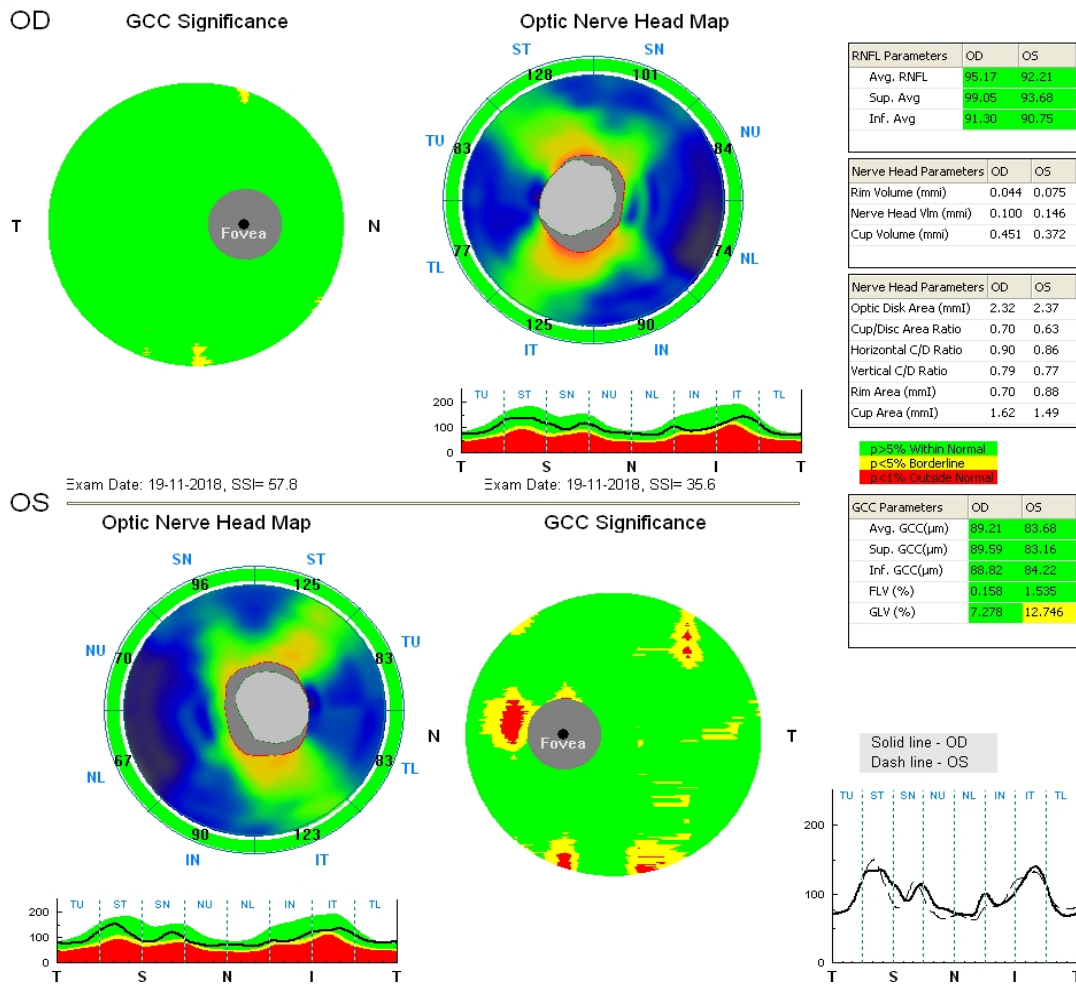 OD
GCC Significance
Optic Nerve Head Map
T
N
Fovea
ST
SN
TU
NU
TL
NL
IT
IN
128
101
83
84
77
74
125
90
TU ST SN NU NL IN IT TL
200
100
0
T S N I T
Exam Date: 19-11-2018, SSI= 57.8
Exam Date: 19-11-2018, SSI= 35.6
RNFL Parameters OD OS
Avg. RNFL 95.17 92.21
Sup. Avg 99.05 93.68
Inf. Avg 91.30 90.75
Nerve Head Parameters OD OS
Rim Volume (mmi) 0.044 0.075
Nerve Head Vlm (mmi) 0.100 0.146
Cup Volume (mmi) 0.451 0.372
Nerve Head Parameters OD OS
Optic Disk Area (mmI) 2.32 2.37
Cup/Disc Area Ratio 0.70 0.63
Horizontal C/D Ratio 0.90 0.86
Vertical C/D Ratio 0.79 0.77
Rim Area (mmI) 0.70 0.88
Cup Area (mmI) 1.62 1.49
p>5% Within Normal
p<5% Borderline
p<1% Outside Normal
OS
Optic Nerve Head Map
GCC Significance
SN
ST
NU
TU
NL
TL
IN
IT
96
125
70
83
67
83
90
123
N
T
Fovea
TU ST SN NU NL IN IT TL
200
100
0
T S N I T
GCC Parameters OD OS
Avg. GCC(µm) 89.21 83.68
Sup. GCC(µm) 89.59 83.16
Inf. GCC(µm) 88.82 84.22
FLV (%) 0.158 1.535
GLV (%) 7.278 12.746
Solid line - OD
Dash line - OS
TU ST SN NU NL IN IT TL
200
100
0
T S N I T